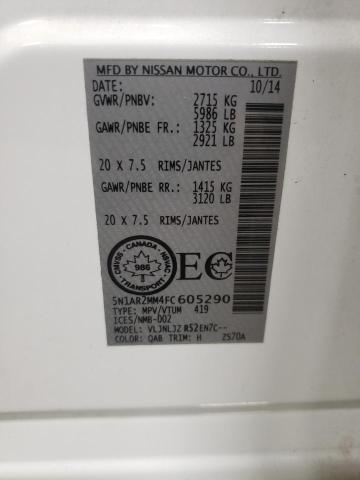 MFD BY NISSAN MOTOR CO., LTD.
DATE: 10/14
GVWR/PNBV: 2715 KG
5986 LB
GAWR/PNBE FR.: 1325 KG
2921 LB
20 X 7.5 RIMS/JANTES
GAWR/PNBE RR.: 1415 KG
3120 LB
20 X 7.5 RIMS/JANTES
CMVSS · CANADA · NSVAC
986
TRANSPORT
EC
5N1AR2MM4FC605290
TYPE: MPV/VTUM 419
ICES/NMB-002
MODEL: VLJNLJZ R52EN7C--
COLOR: QAB TRIM: H 2570A